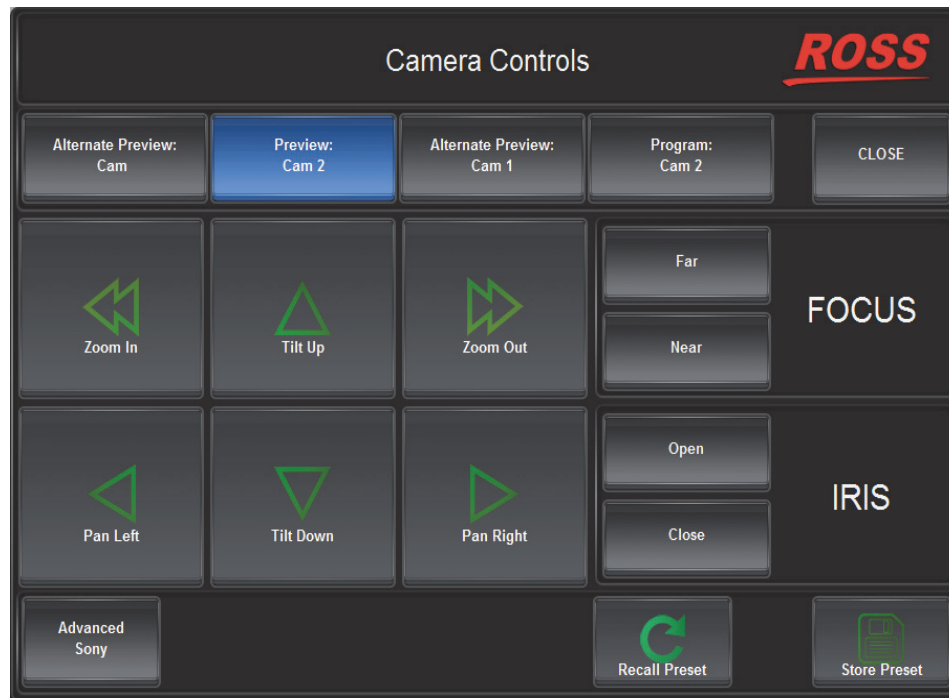 Camera Controls
ROSS
Alternate Preview:
Cam
Preview:
Cam 2
Alternate Preview:
Cam 1
Program:
Cam 2
CLOSE
Zoom In
Tilt Up
Zoom Out
Far
Near
FOCUS
Pan Left
Tilt Down
Pan Right
Open
Close
IRIS
Advanced
Sony
Recall Preset
Store Preset